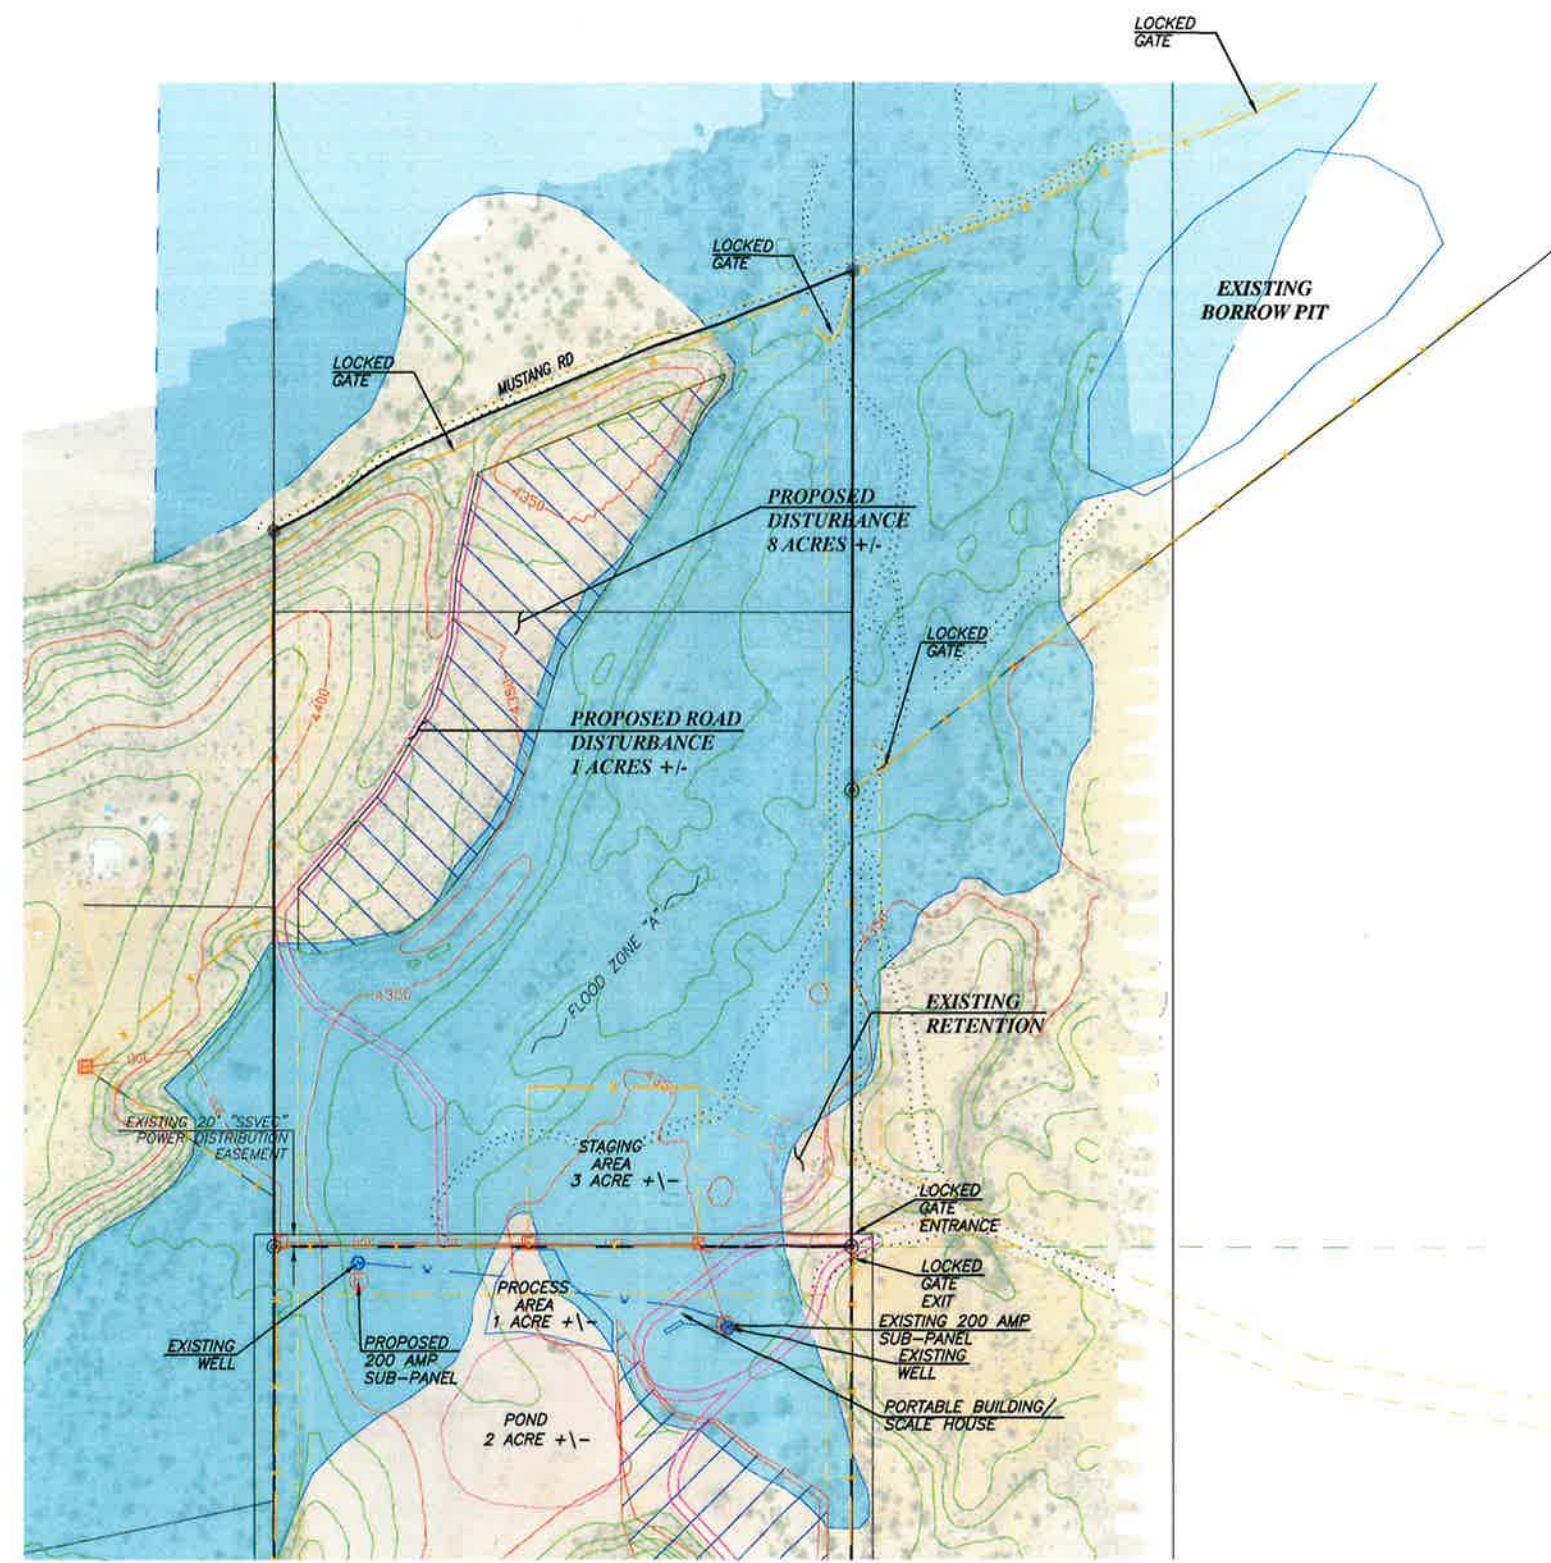 LOCKED
GATE
LOCKED
GATE
EXISTING
BORROW PIT
LOCKED
GATE
MUSTANG RD
4350
PROPOSED
DISTURBANCE
8 ACRES +/-
LOCKED
GATE
4400
4350
PROPOSED ROAD
DISTURBANCE
1 ACRES +/-
4350
FLOOD ZONE "A"
4350
EXISTING
RETENTION
4350
EXISTING 20' "SSVEC"
POWER DISTRIBUTION
EASEMENT
STAGING
AREA
3 ACRE +\-
LOCKED
GATE
ENTRANCE
LOCKED
GATE
EXIT
PROCESS
AREA
1 ACRE +\-
EXISTING
WELL
PROPOSED
200 AMP
SUB-PANEL
EXISTING 200 AMP
SUB-PANEL
EXISTING
WELL
PORTABLE BUILDING/
SCALE HOUSE
POND
2 ACRE +\-